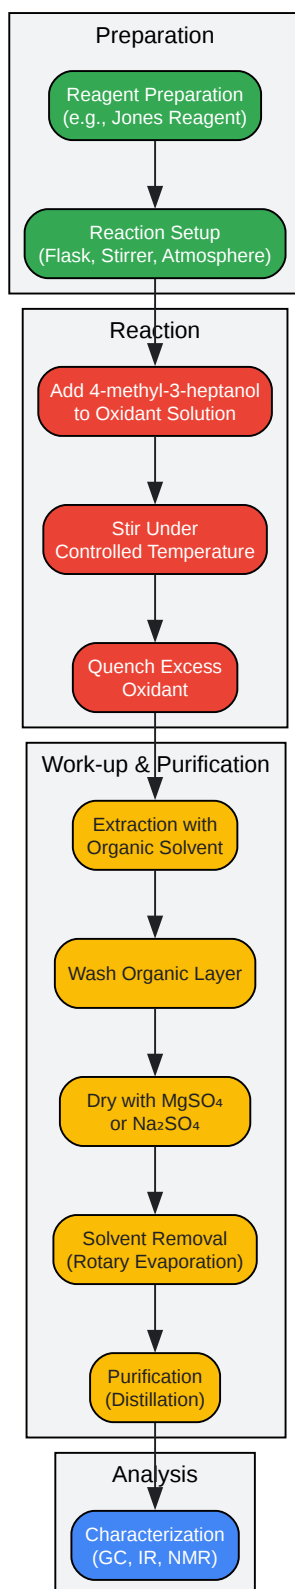 Preparation
Reagent Preparation
(e.g., Jones Reagent)
Reaction Setup
(Flask, Stirrer, Atmosphere)
Reaction
Add 4-methyl-3-heptanol
to Oxidant Solution
Stir Under
Controlled Temperature
Quench Excess
Oxidant
Work-up & Purification
Extraction with
Organic Solvent
Wash Organic Layer
Dry with MgSO₄
or Na₂SO₄
Solvent Removal
(Rotary Evaporation)
Purification
(Distillation)
Analysis
Characterization
(GC, IR, NMR)